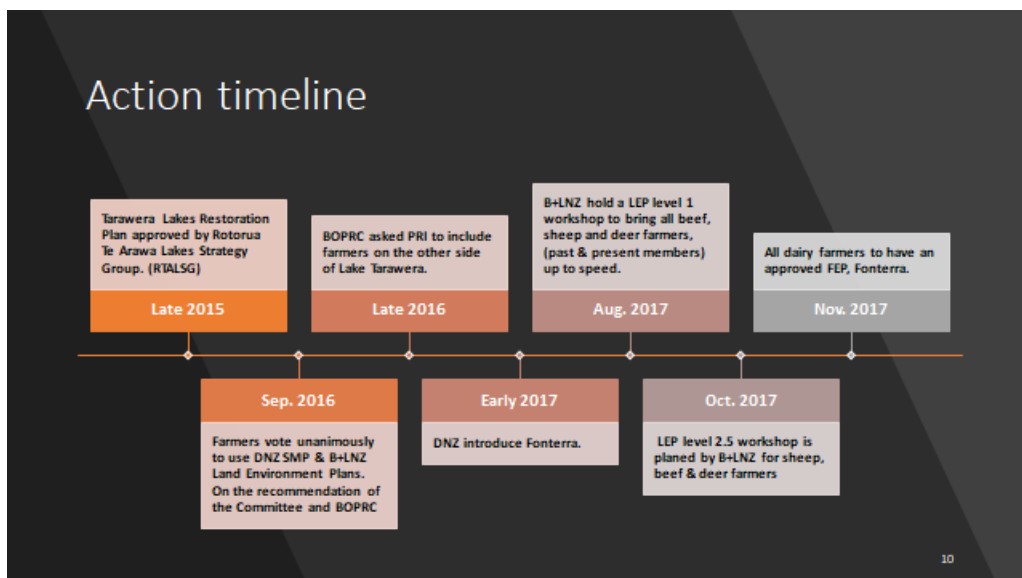 Action timeline
Tarawera Lakes Restoration
Plan approved by Rotorua
Te Arawa Lakes Strategy
Group. (RTALSG)
Late 2015
Sep. 2016
Farmers vote unanimously
to use DNZ SMP & B+LNZ
Land Environment Plans.
On the recommendation of
the Committee and BOPRC
BOPRC asked PRI to include
farmers on the other side
of Lake Tarawera.
Late 2016
Early 2017
DNZ introduce Fonterra.
B+LNZ hold a LEP level 1
workshop to bring all beef,
sheep and deer farmers,
(past & present members)
up to speed.
Aug. 2017
Oct. 2017
LEP level 2.5 workshop is
planed by B+LNZ for sheep,
beef & deer farmers
All dairy farmers to have an
approved FEP, Fonterra.
Nov. 2017
10